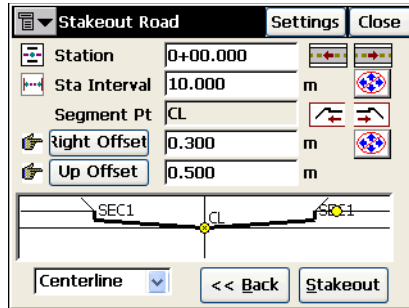 Stakeout Road Settings Close
Station 0+00.000
Sta Interval 10.000 m
Segment Pt CL
Right Offset 0.300 m
Up Offset 0.500 m
SEC1 CL SEC1
Centerline << Back Stakeout